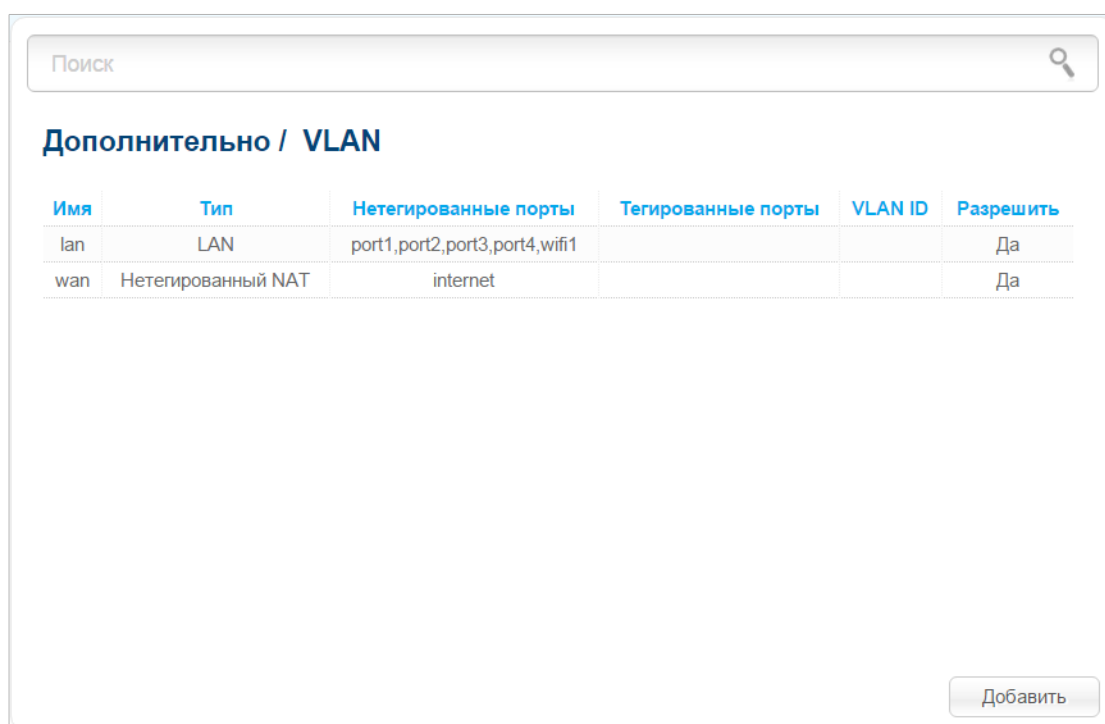 Поиск
Дополнительно / VLAN
Имя Тип Нетегированные порты Тегированные порты VLAN ID Разрешить
lan LAN port1,port2,port3,port4,wifi1 Да
wan Нетегированный NAT internet Да
Добавить